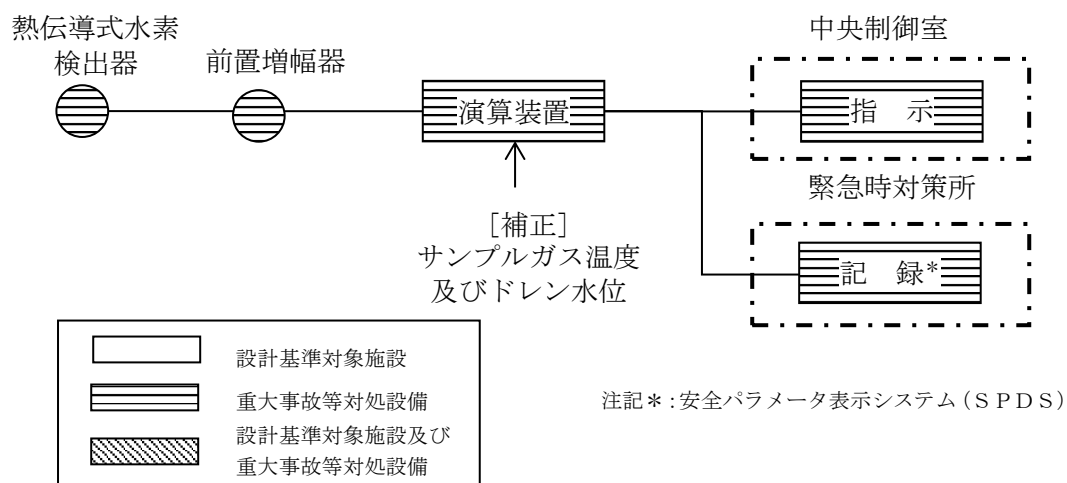 熱伝導式水素
検出器
前置増幅器
演算装置
[補正]
サンプルガス温度
及びドレン水位
中央制御室
指　示
緊急時対策所
記　録*
設計基準対象施設
重大事故等対処設備
設計基準対象施設及び
重大事故等対処設備
注記＊:安全パラメータ表示システム(ＳＰＤＳ)